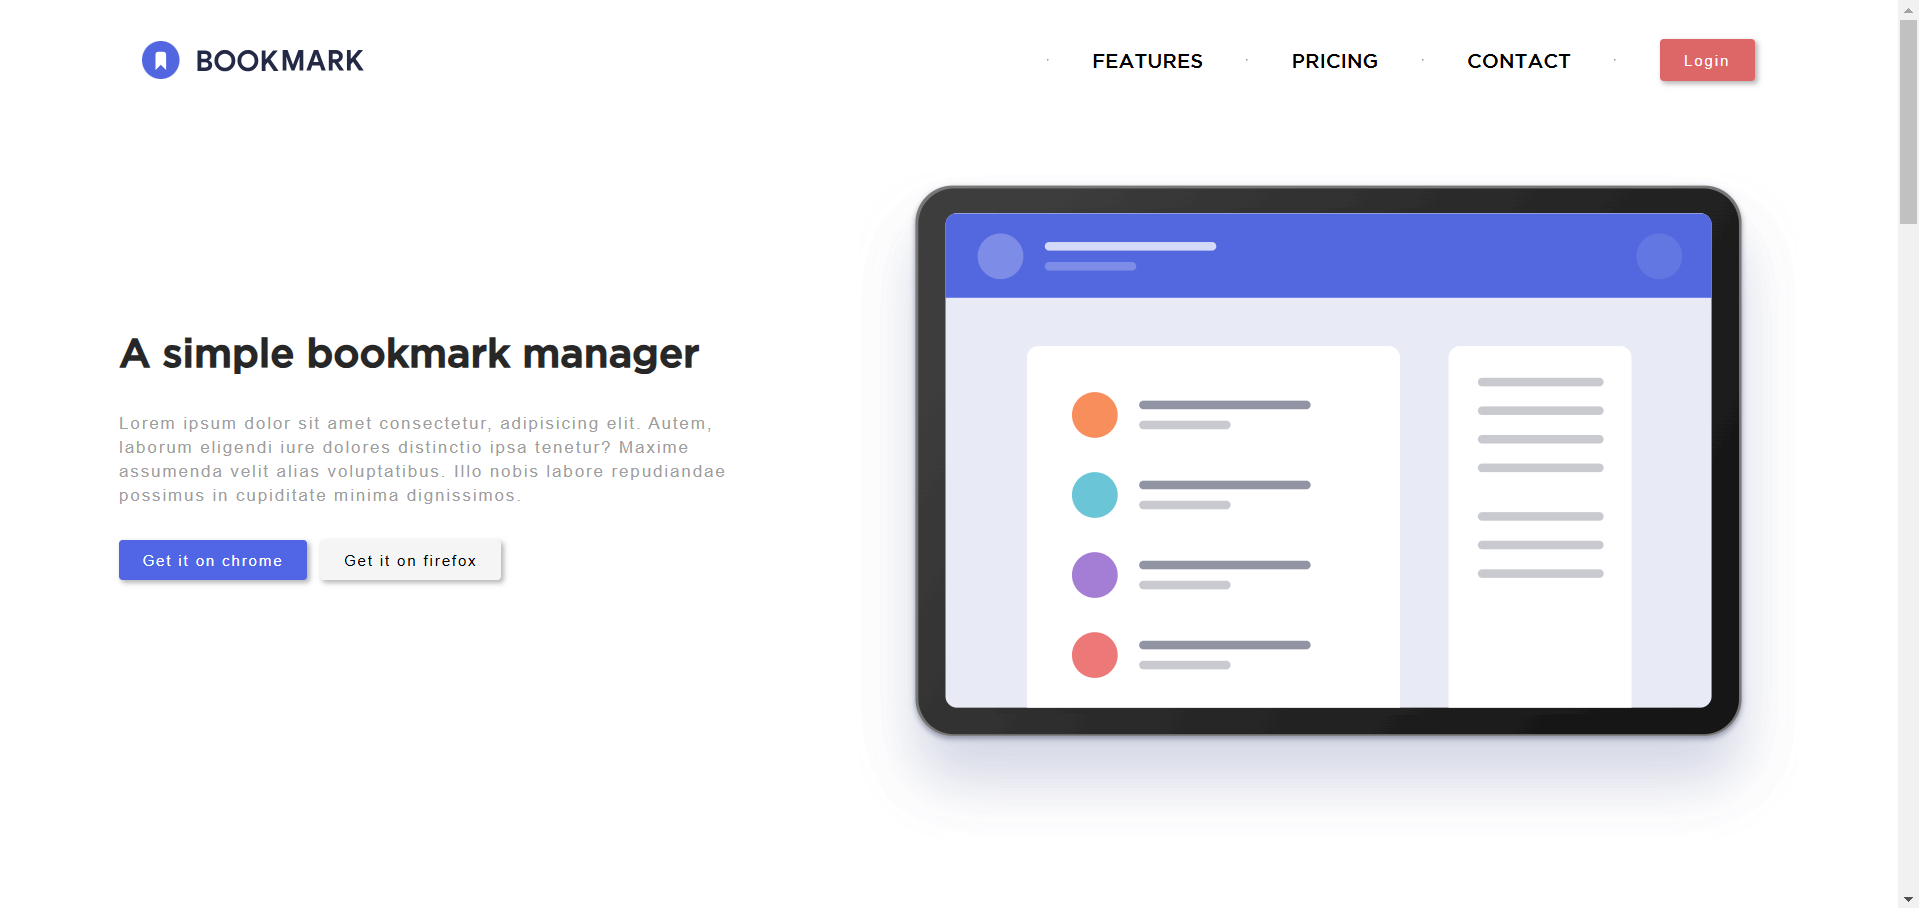 BOOKMARK
FEATURES
PRICING
CONTACT
Login
A simple bookmark manager
Lorem ipsum dolor sit amet consectetur, adipisicing elit. Autem,
laborum eligendi iure dolores distinctio ipsa tenetur? Maxime
assumenda velit alias voluptatibus. Illo nobis labore repudiandae
possimus in cupiditate minima dignissimos.
Get it on chrome
Get it on firefox